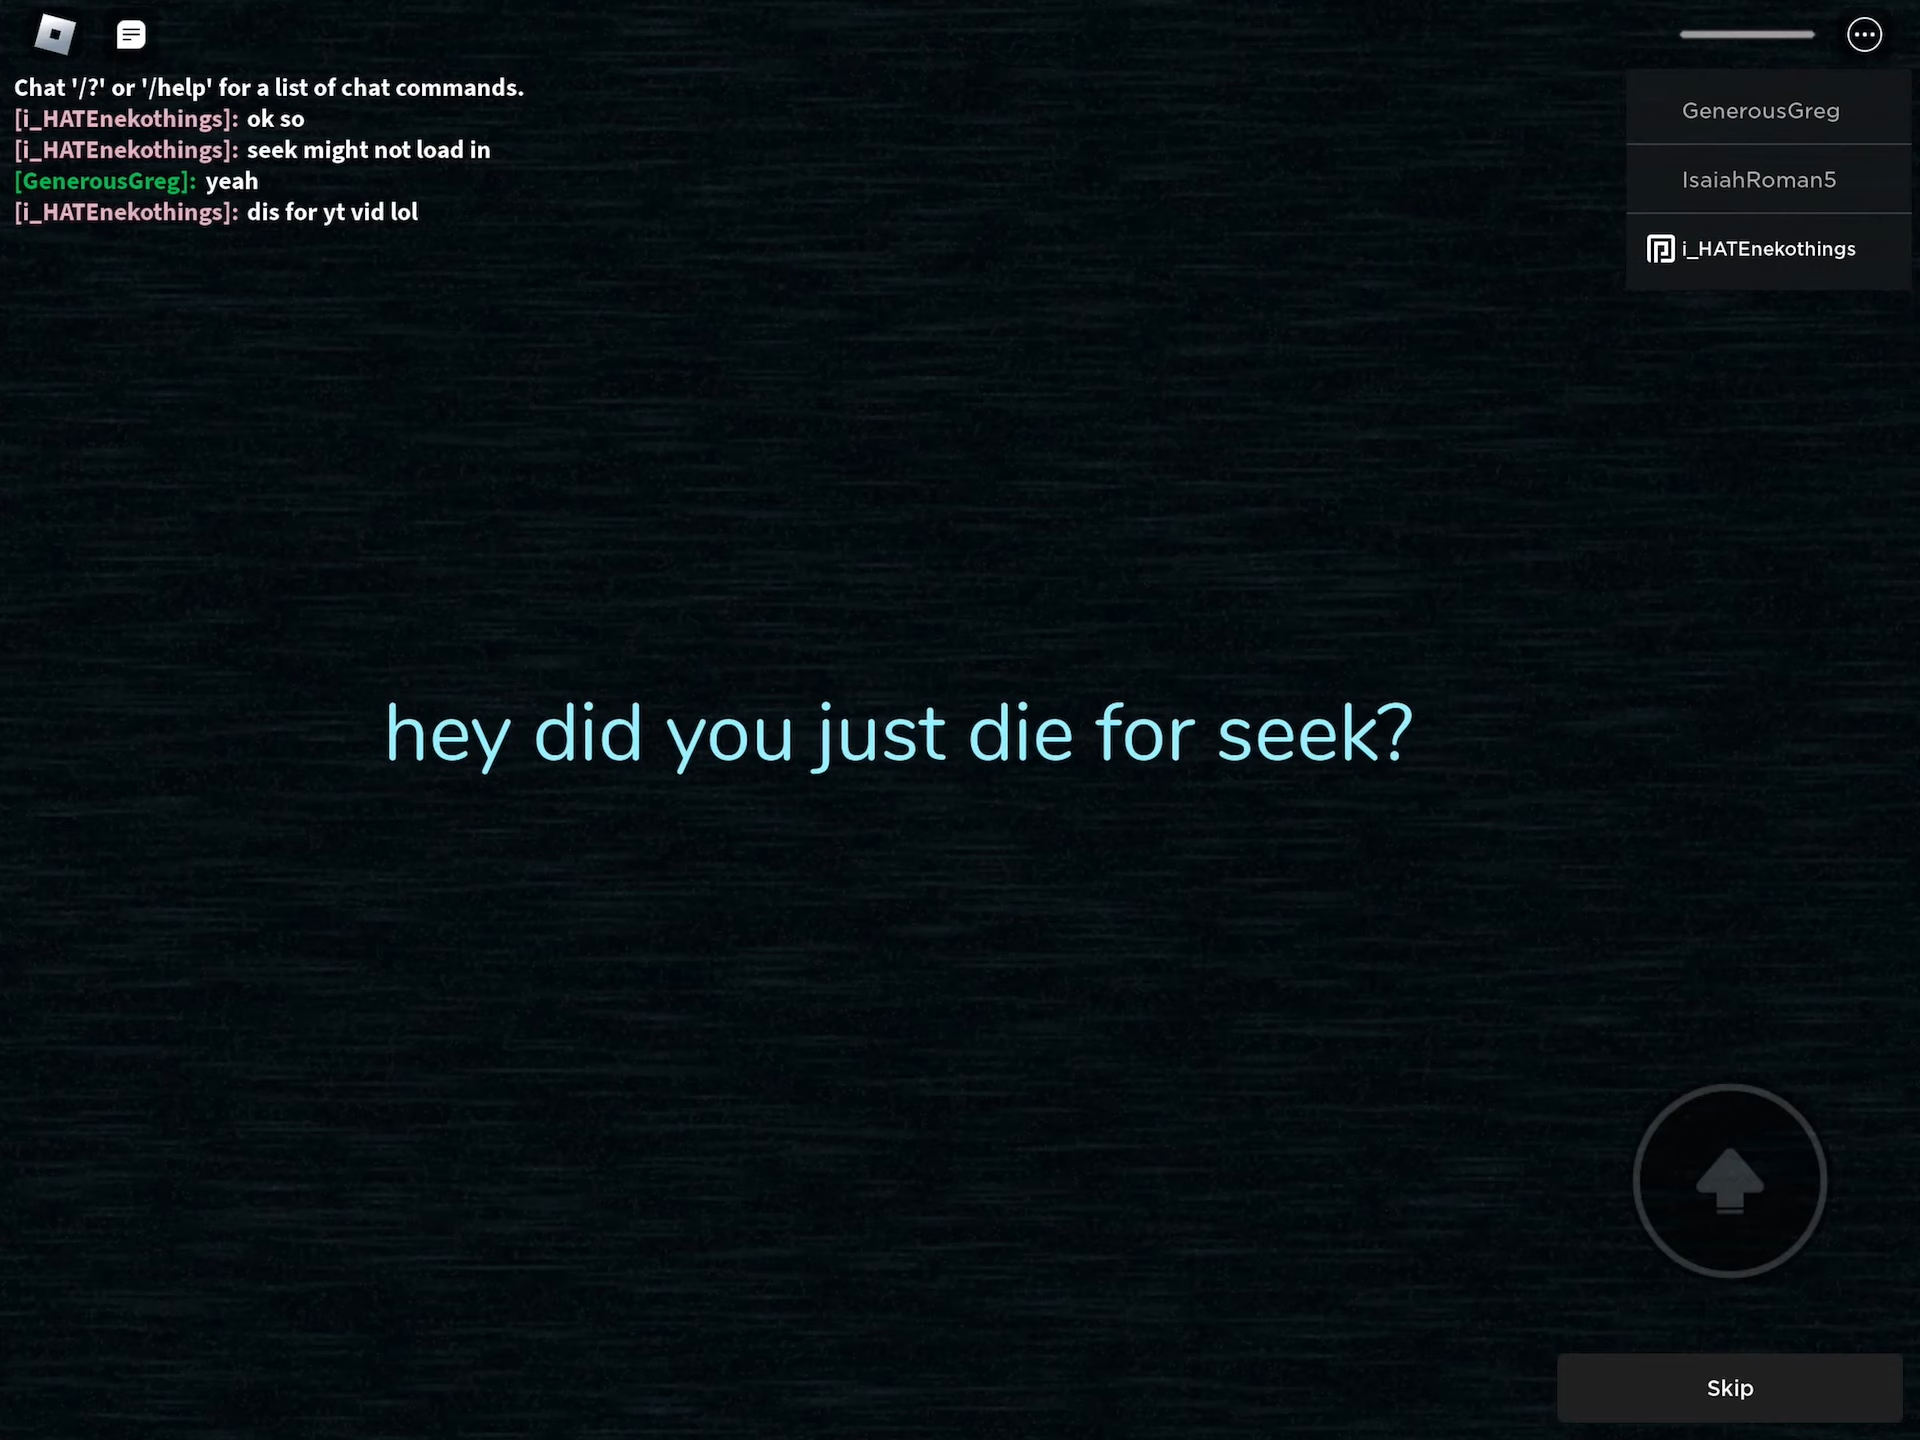 Chat '/?' or '/help' for a list of chat commands.
[i_HATEnekothings]: ok so
[i_HATEnekothings]: seek might not load in
[GenerousGreg]: yeah
[i_HATEnekothings]: dis for yt vid lol
GenerousGreg
IsaiahRoman5
i_HATEnekothings
hey did you just die for seek?
Skip